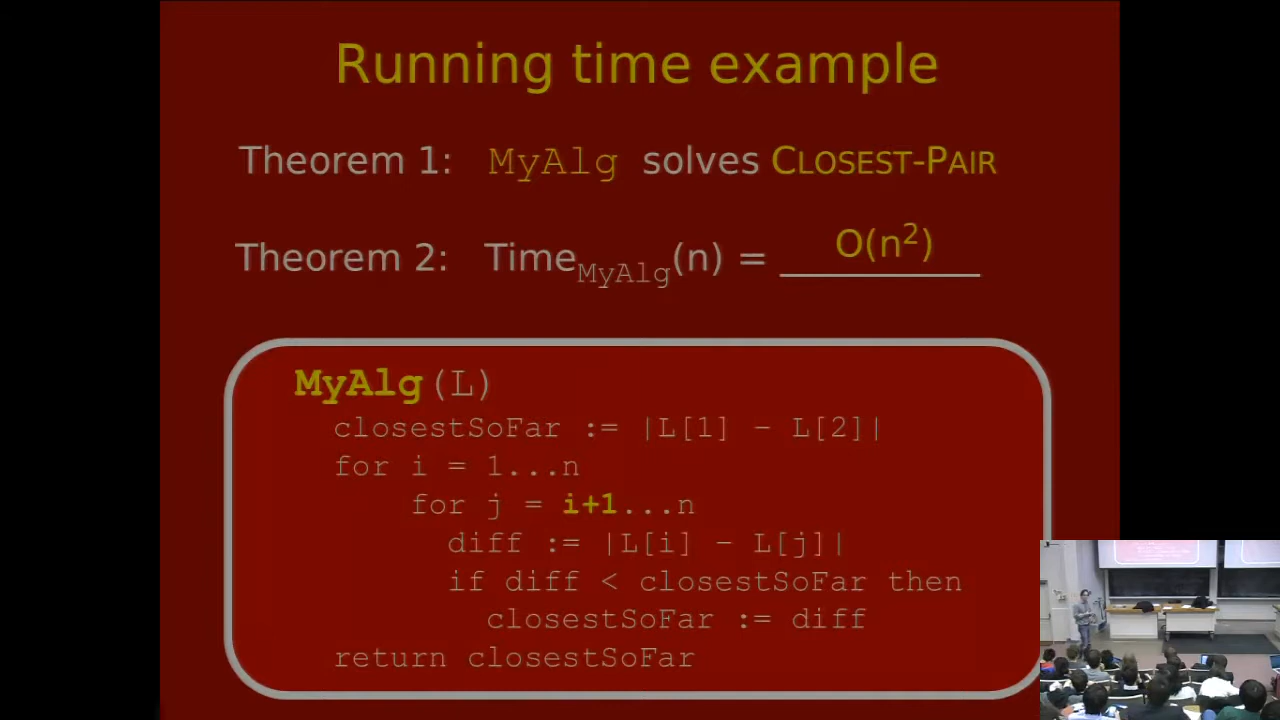 Running time example
Theorem 1: MyAlg solves CLOSEST-PAIR
Theorem 2: Time_MyAlg(n) = O(n²)
MyAlg(L)
closestSoFar := |L[1] – L[2]|
for i = 1...n
for j = i+1...n
diff := |L[i] – L[j]|
if diff < closestSoFar then
closestSoFar := diff
return closestSoFar